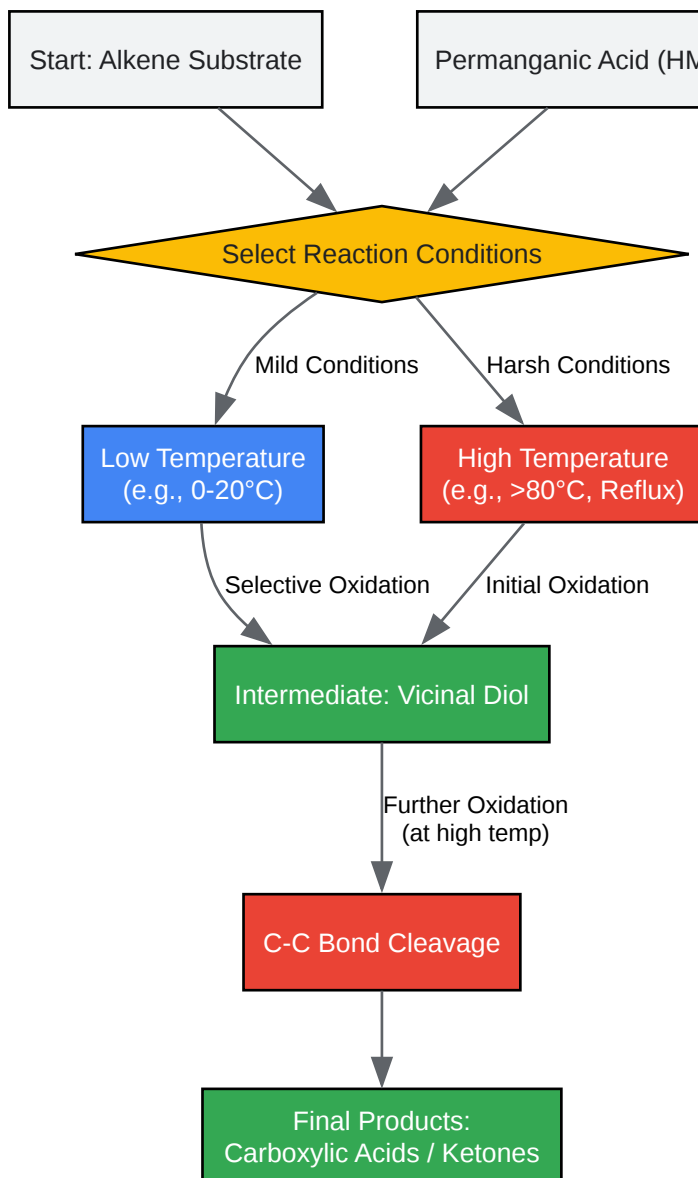 Start: Alkene Substrate
Permanganic Acid (HM
Select Reaction Conditions
Mild Conditions
Harsh Conditions
Low Temperature
(e.g., 0-20°C)
High Temperature
(e.g., >80°C, Reflux)
Selective Oxidation
Initial Oxidation
Intermediate: Vicinal Diol
Further Oxidation
(at high temp)
C-C Bond Cleavage
Final Products:
Carboxylic Acids / Ketones